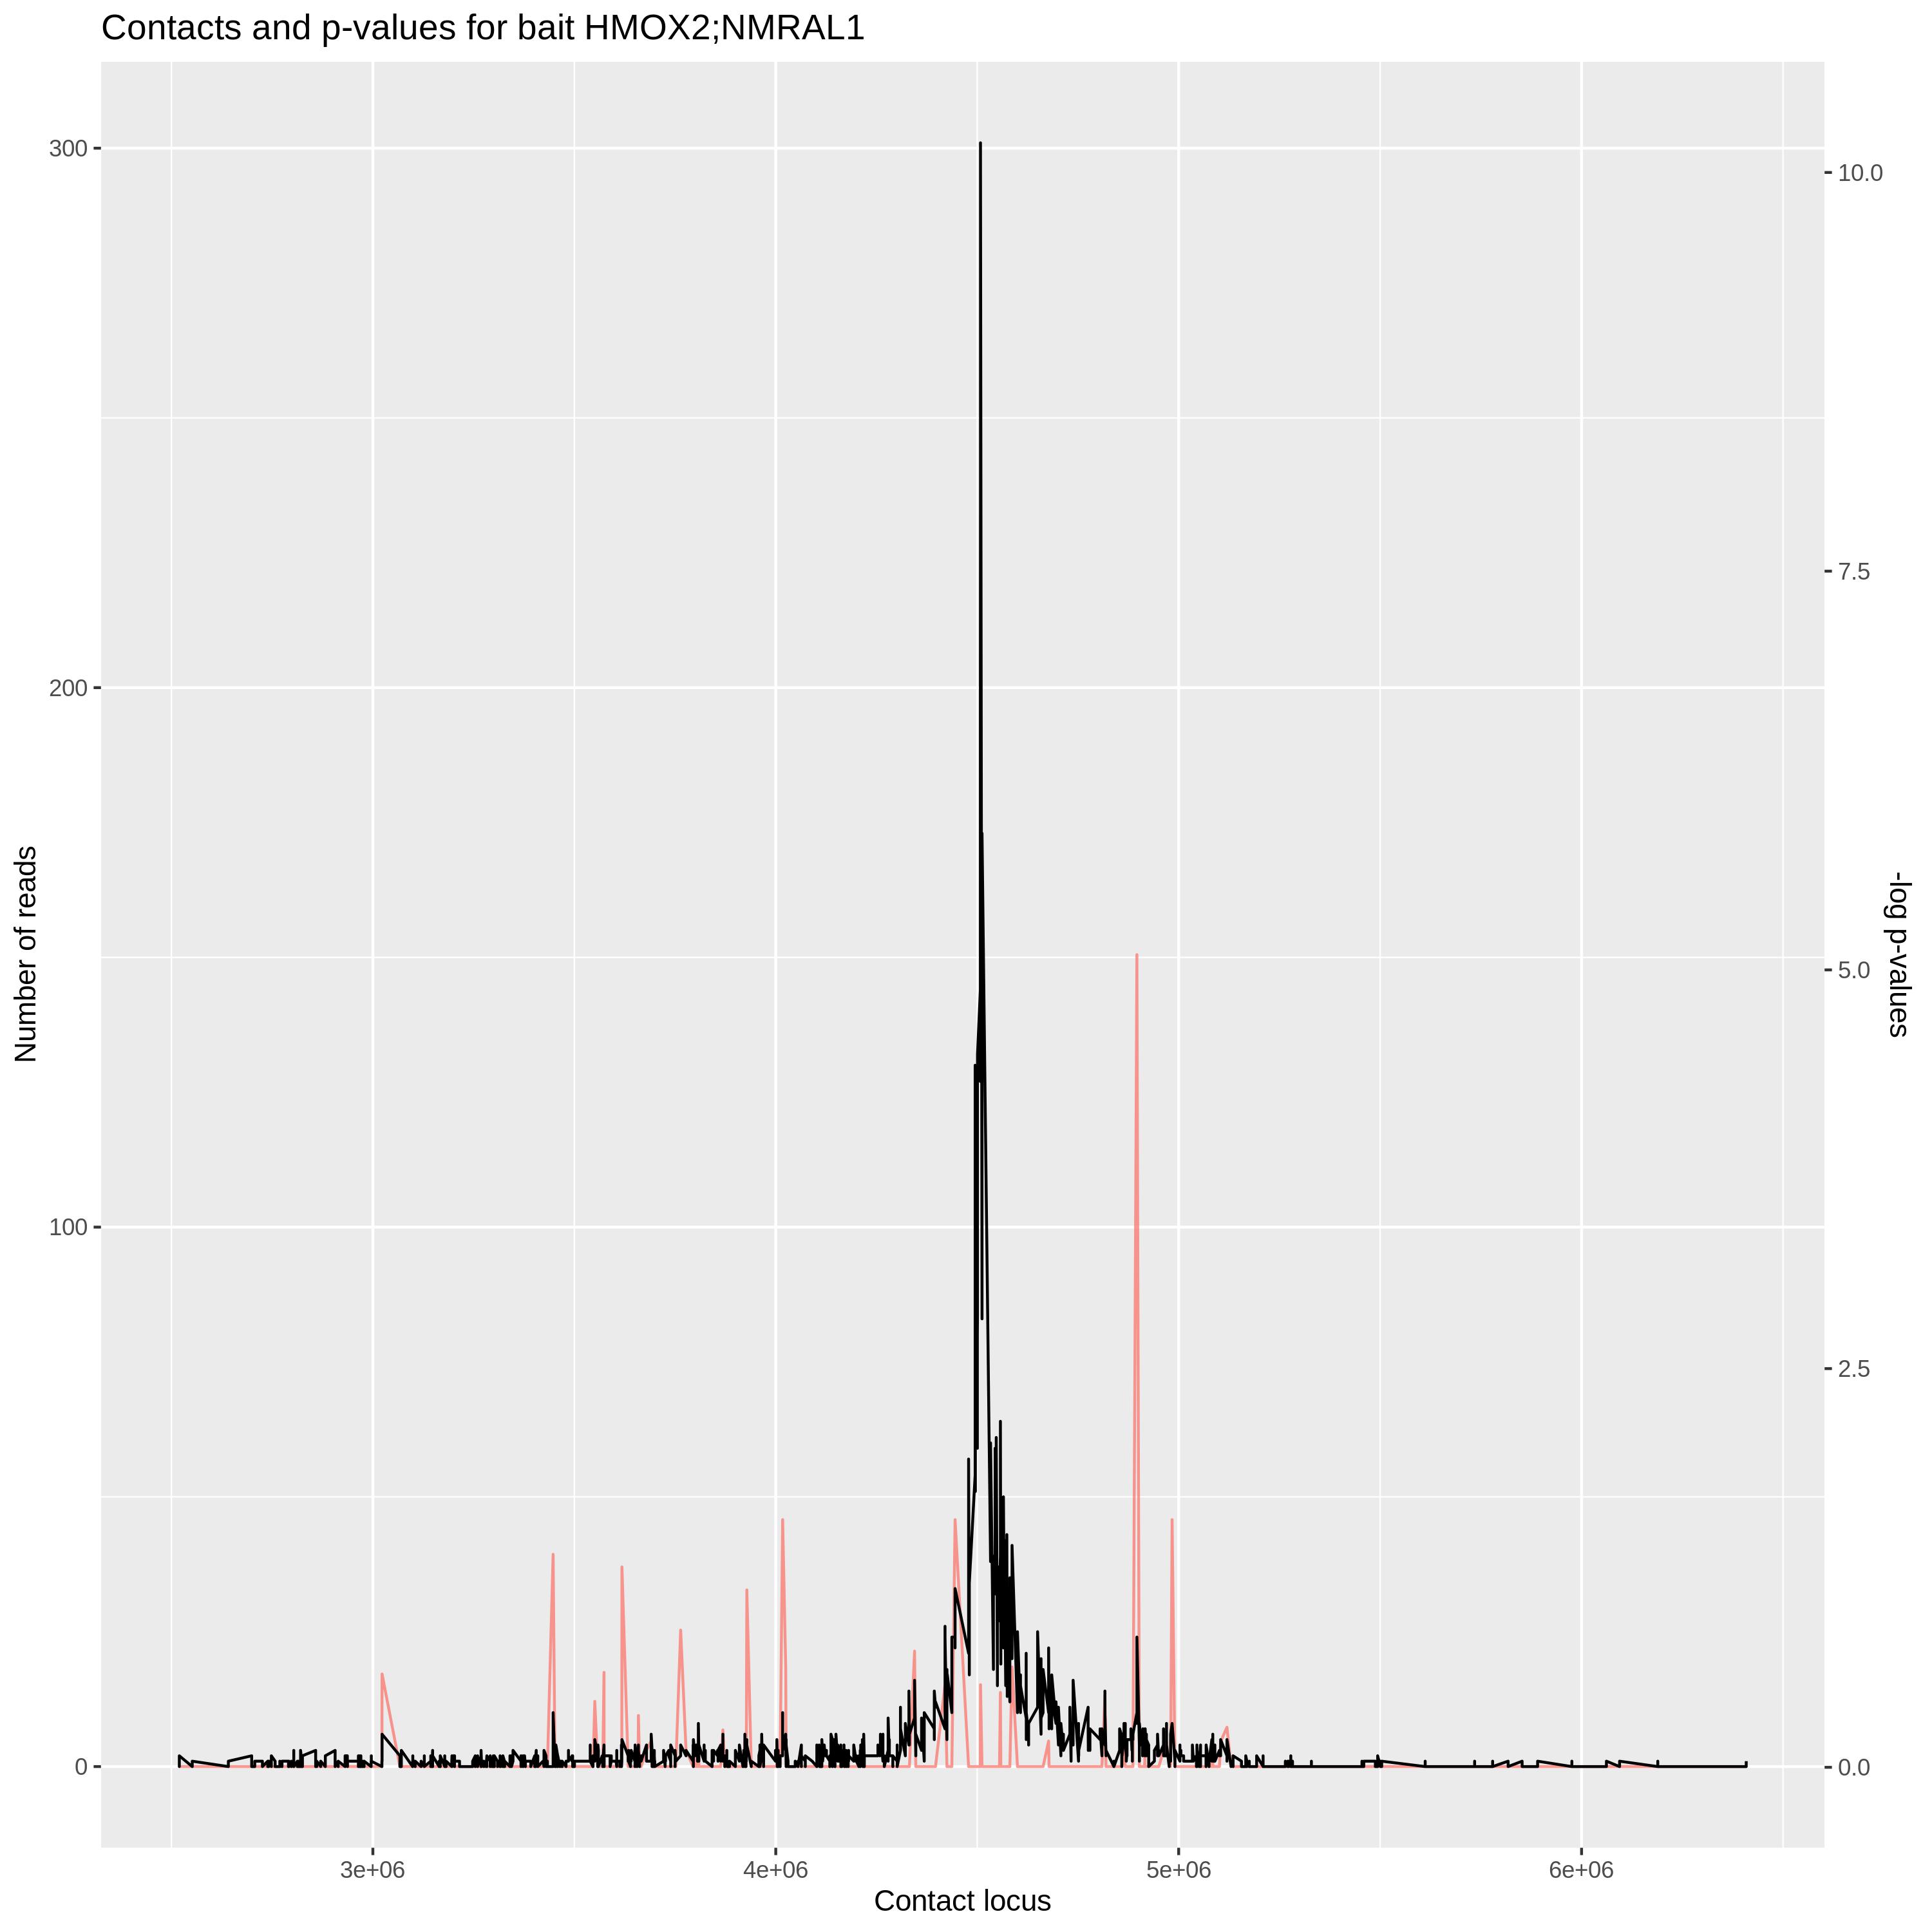 Contacts and p-values for bait HMOX2;NMRAL1
300
200
100
0
Number of reads
10.0
7.5
5.0
2.5
0.0
-log p-values
3e+06
4e+06
5e+06
6e+06
Contact locus